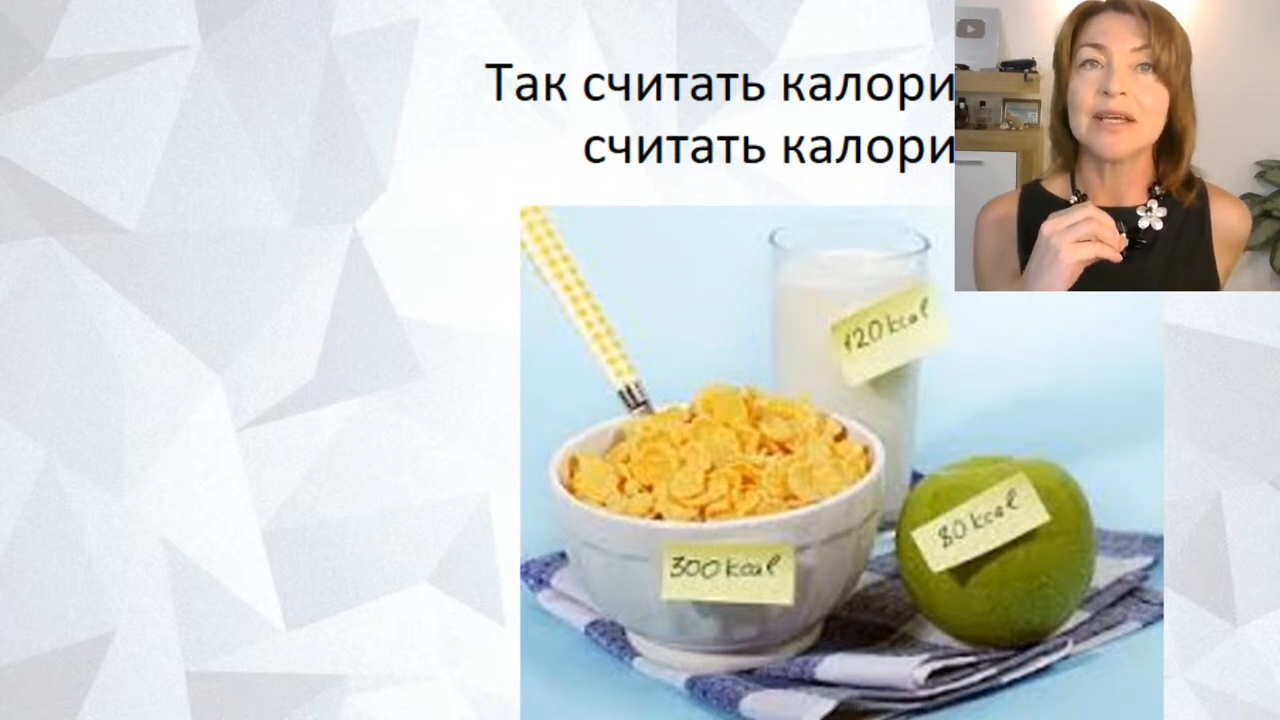 Так считать калори
считать калори
120 kcal
80 kcal
300 kcal